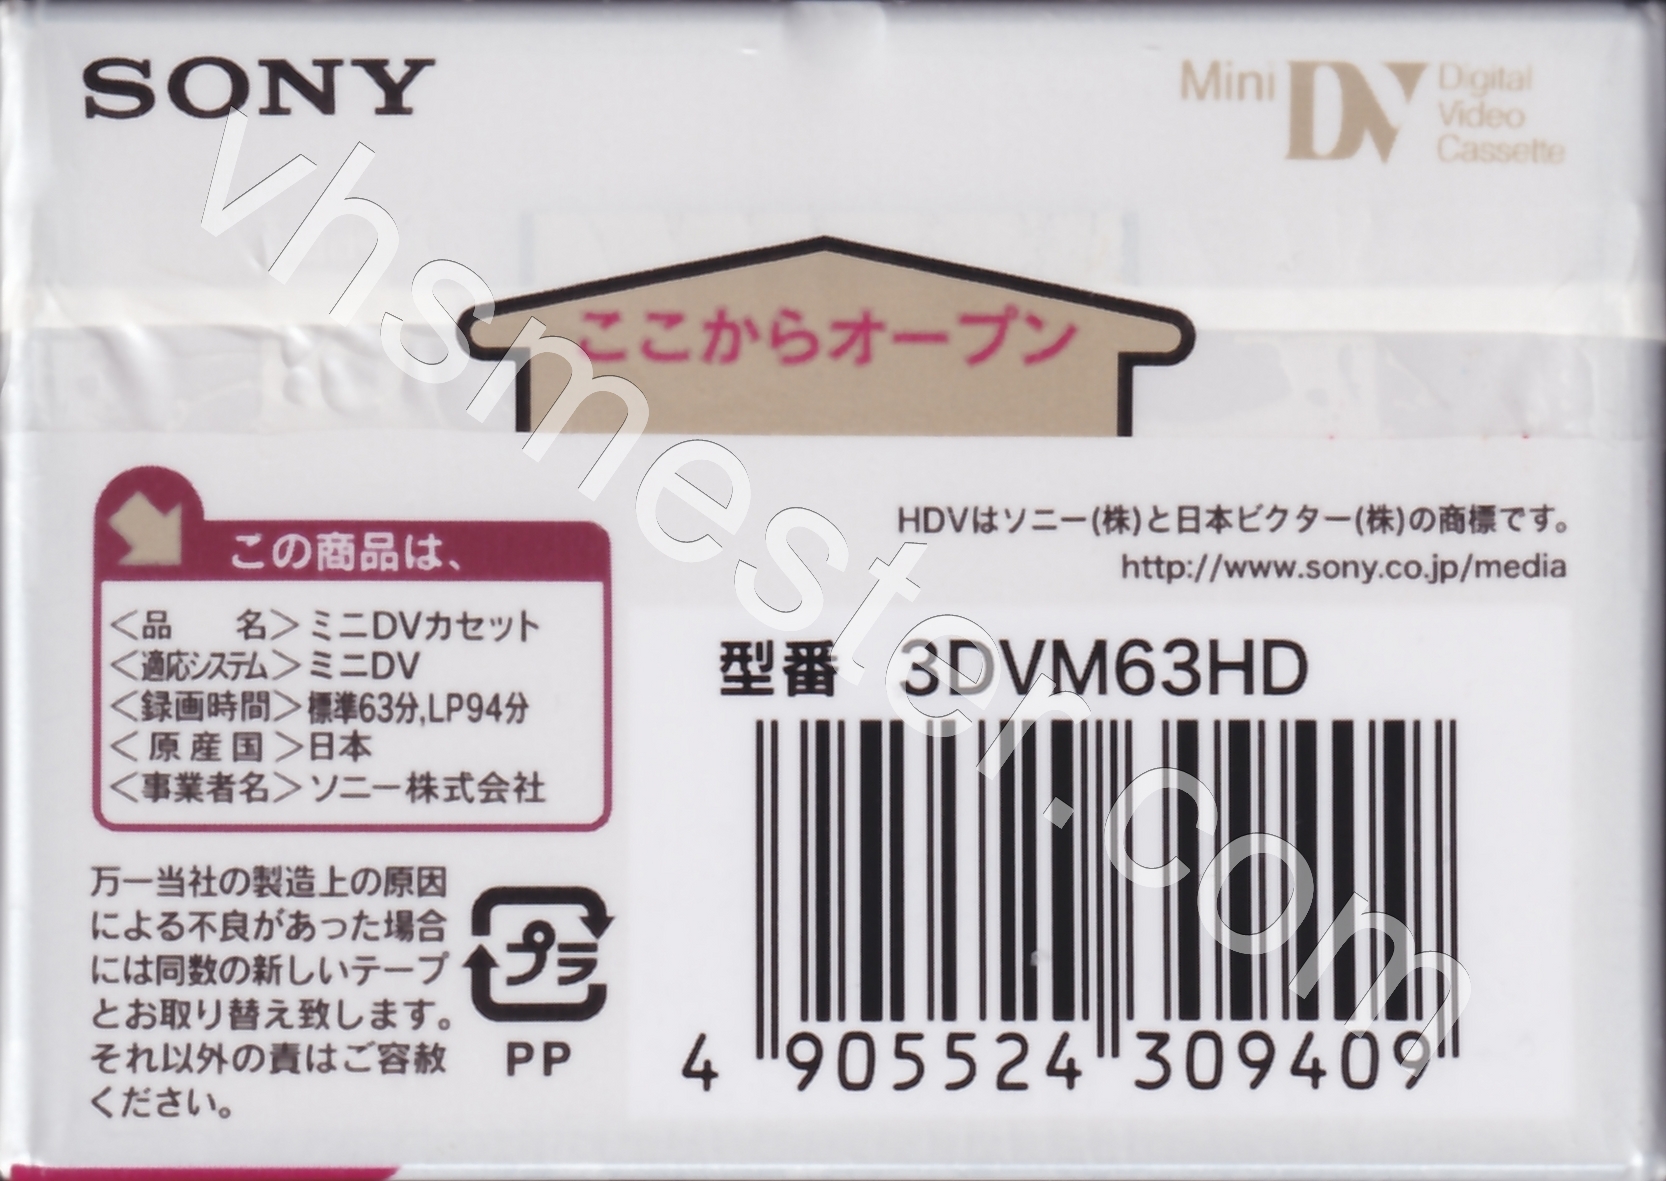 SONY
Mini DV Digital
Video
Cassette
ここからオープン
この商品は、
<品　名>ミニDVカセット
<適応システム>ミニDV
<録画時間>標準63分,LP94分
<原産国>日本
<事業者名>ソニー株式会社
HDVはソニー(株)と日本ビクター(株)の商標です。
http://www.sony.co.jp/media
型番 3DVM63HD
4 905524 309409
万一当社の製造上の原因
による不良があった場合
には同数の新しいテープ
とお取り替え致します。
それ以外の責はご容赦
ください。
プラ
PP
vhsmester.com